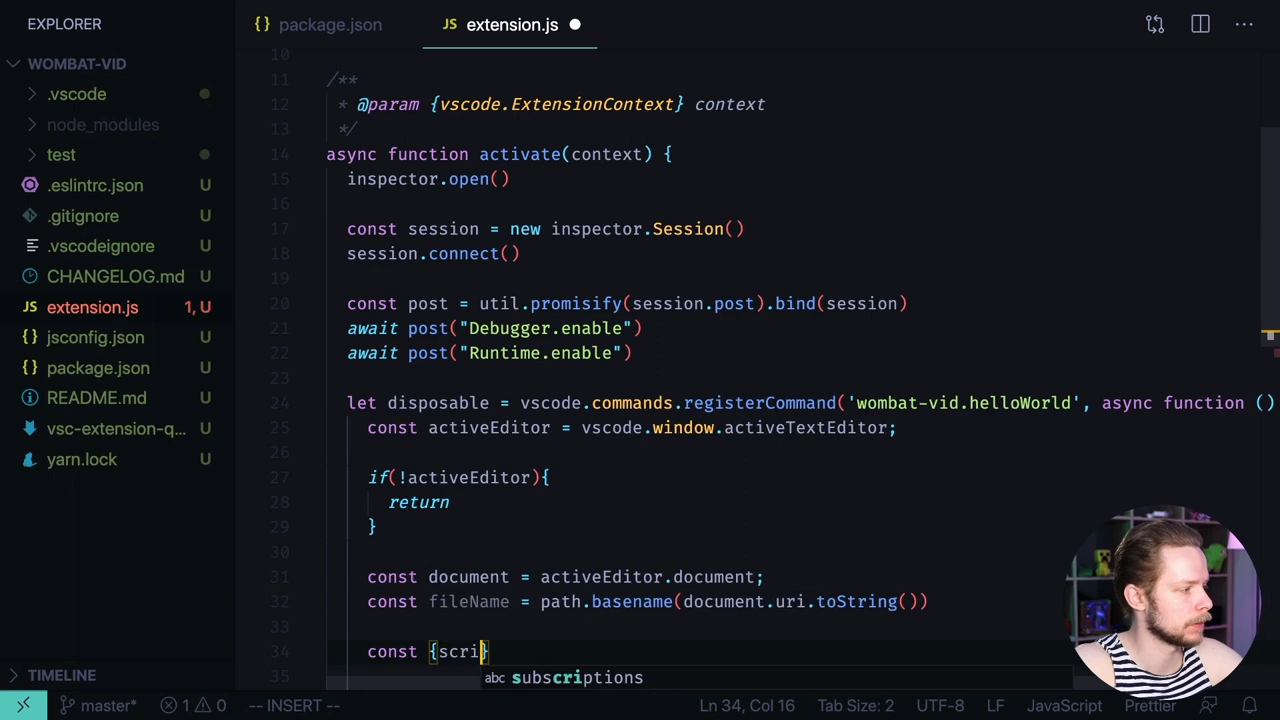 EXPLORER
{} package.json
JS extension.js
WOMBAT-VID
.vscode
node_modules
test
.eslintrc.json U
.gitignore U
.vscodeignore U
CHANGELOG.md U
JS extension.js 1, U
{} jsconfig.json U
{} package.json U
README.md U
vsc-extension-q... U
yarn.lock U
TIMELINE
10
11 /**
12 * @param {vscode.ExtensionContext} context
13 */
14 async function activate(context) {
15 inspector.open()
16
17 const session = new inspector.Session()
18 session.connect()
19
20 const post = util.promisify(session.post).bind(session)
21 await post("Debugger.enable")
22 await post("Runtime.enable")
23
24 let disposable = vscode.commands.registerCommand('wombat-vid.helloWorld', async function ()
25 const activeEditor = vscode.window.activeTextEditor;
26
27 if(!activeEditor){
28 return
29 }
30
31 const document = activeEditor.document;
32 const fileName = path.basename(document.uri.toString())
33
34 const {scri}
35
abc subscriptions
master* 1 0 -- INSERT -- Ln 34, Col 16 Tab Size: 2 UTF-8 LF JavaScript Prettier